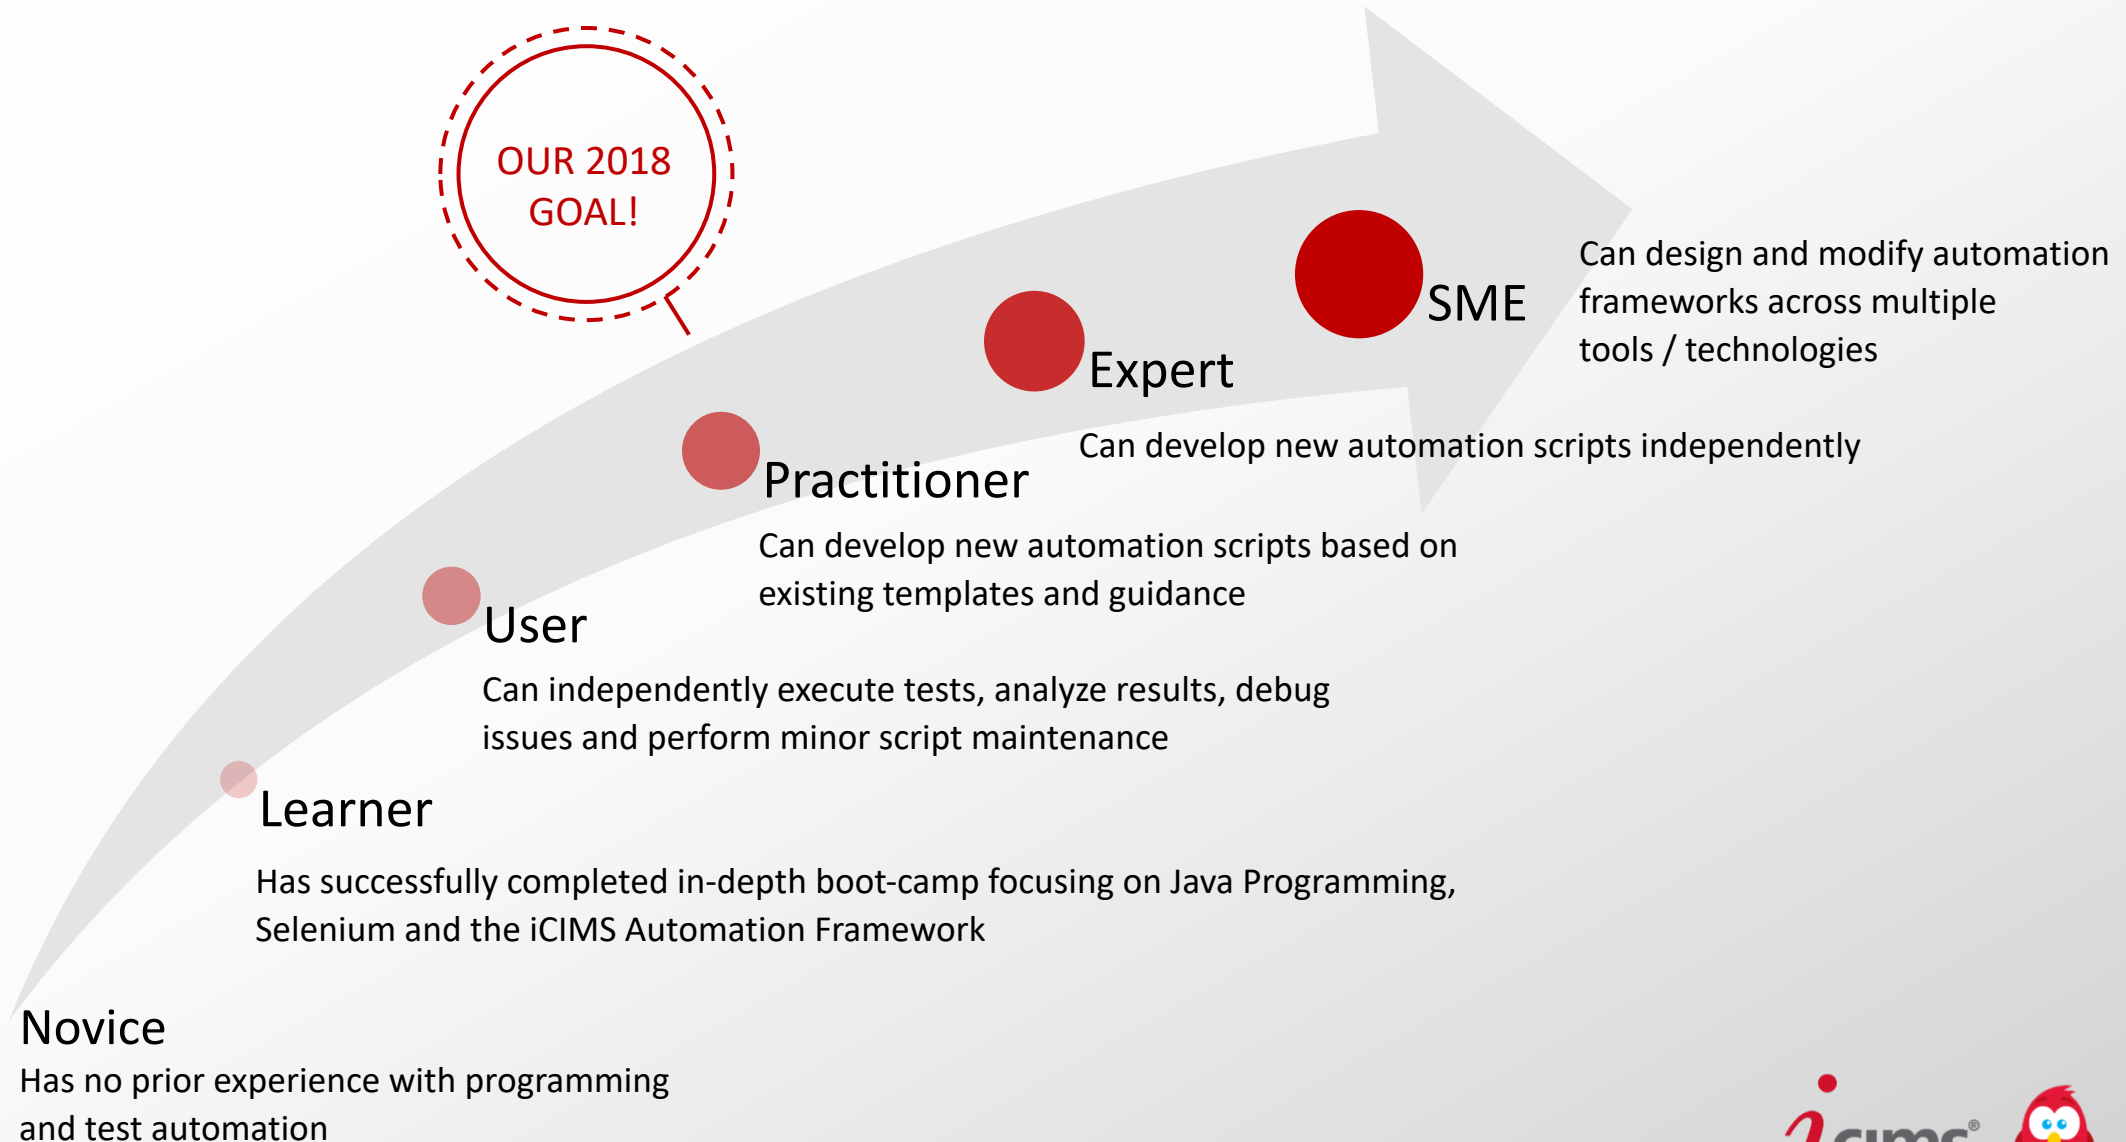 OUR 2018
GOAL!
SME
Can design and modify automation
frameworks across multiple
tools / technologies
Expert
Can develop new automation scripts independently
Practitioner
Can develop new automation scripts based on
existing templates and guidance
User
Can independently execute tests, analyze results, debug
issues and perform minor script maintenance
Learner
Has successfully completed in-depth boot-camp focusing on Java Programming,
Selenium and the iCIMS Automation Framework
Novice
Has no prior experience with programming
and test automation
icims®